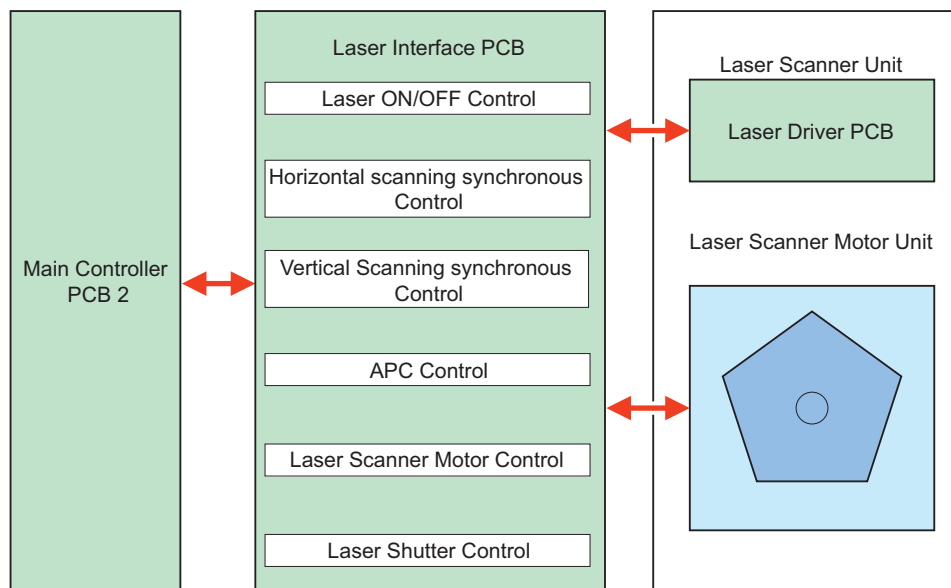 Main Controller
PCB 2
Laser Interface PCB
Laser ON/OFF Control
Horizontal scanning synchronous
Control
Vertical Scanning synchronous
Control
APC Control
Laser Scanner Motor Control
Laser Shutter Control
Laser Scanner Unit
Laser Driver PCB
Laser Scanner Motor Unit